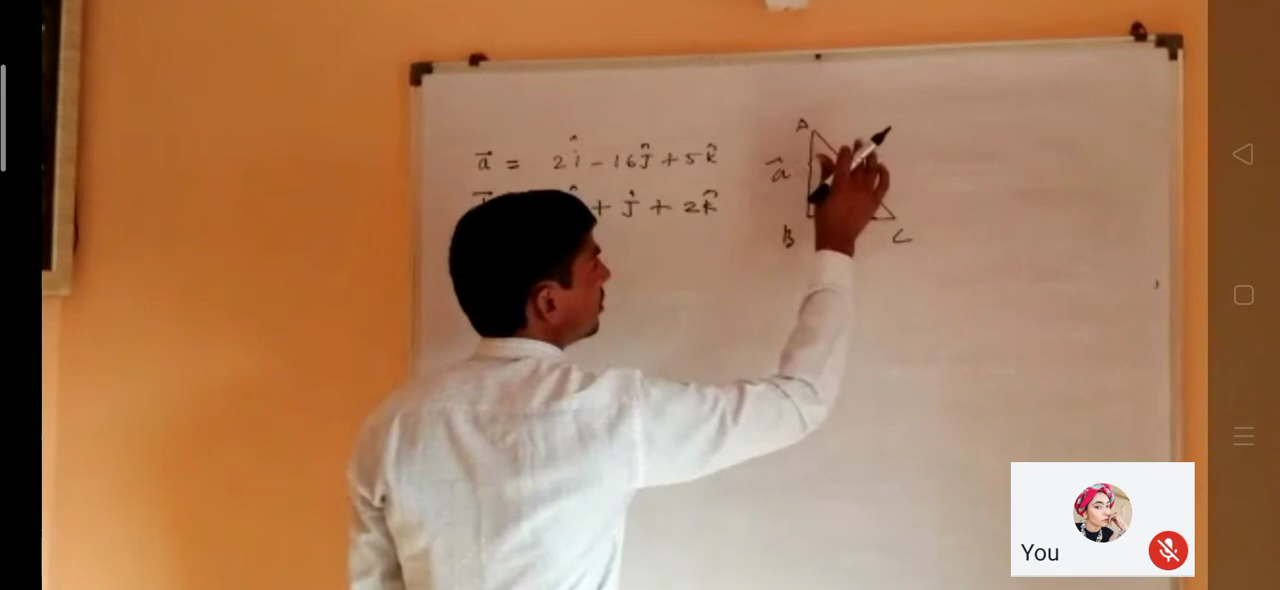 a⃗ = 2î - 16ĵ + 5k̂
+ ĵ + 2k̂
A
a⃗
B C
You